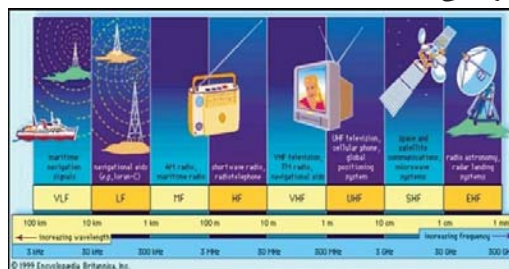 maritime navigation signals
navigational aids (e.g., loran-C)
AM radio, maritime radio
shortwave radio, radiotelephone
VHF television, FM radio, navigational aids
UHF television, cellular phone, global positioning system
space and satellite communications, microwave systems
radio astronomy, radar landing systems
VLF LF MF HF VHF UHF SHF EHF
100 km 10 km 1 km 100 m 10 m 1 m 10 cm 1 cm 1 mm
increasing wavelength increasing frequency
3 kHz 30 kHz 300 kHz 3 MHz 30 MHz 300 MHz 3 GHz 30 GHz 300 G
© 1999 Encyclopædia Britannica, Inc.